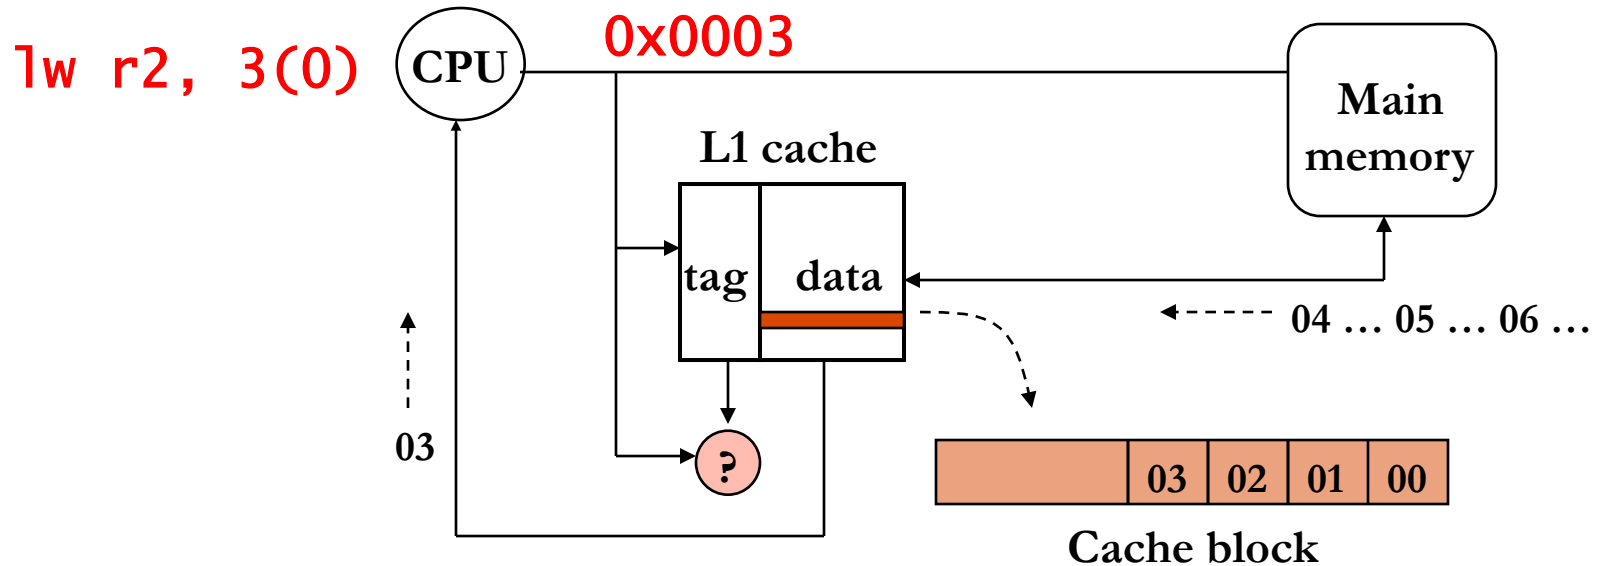 lw r2, 3(0)
CPU
0x0003
Main
memory
L1 cache
tag
data
04 ... 05 ... 06 ...
03
?
03 02 01 00
Cache block